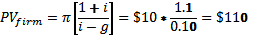 PV_firm = π[(1 + i)/(i − g)] = $10 * 1.1/0.10 = $110